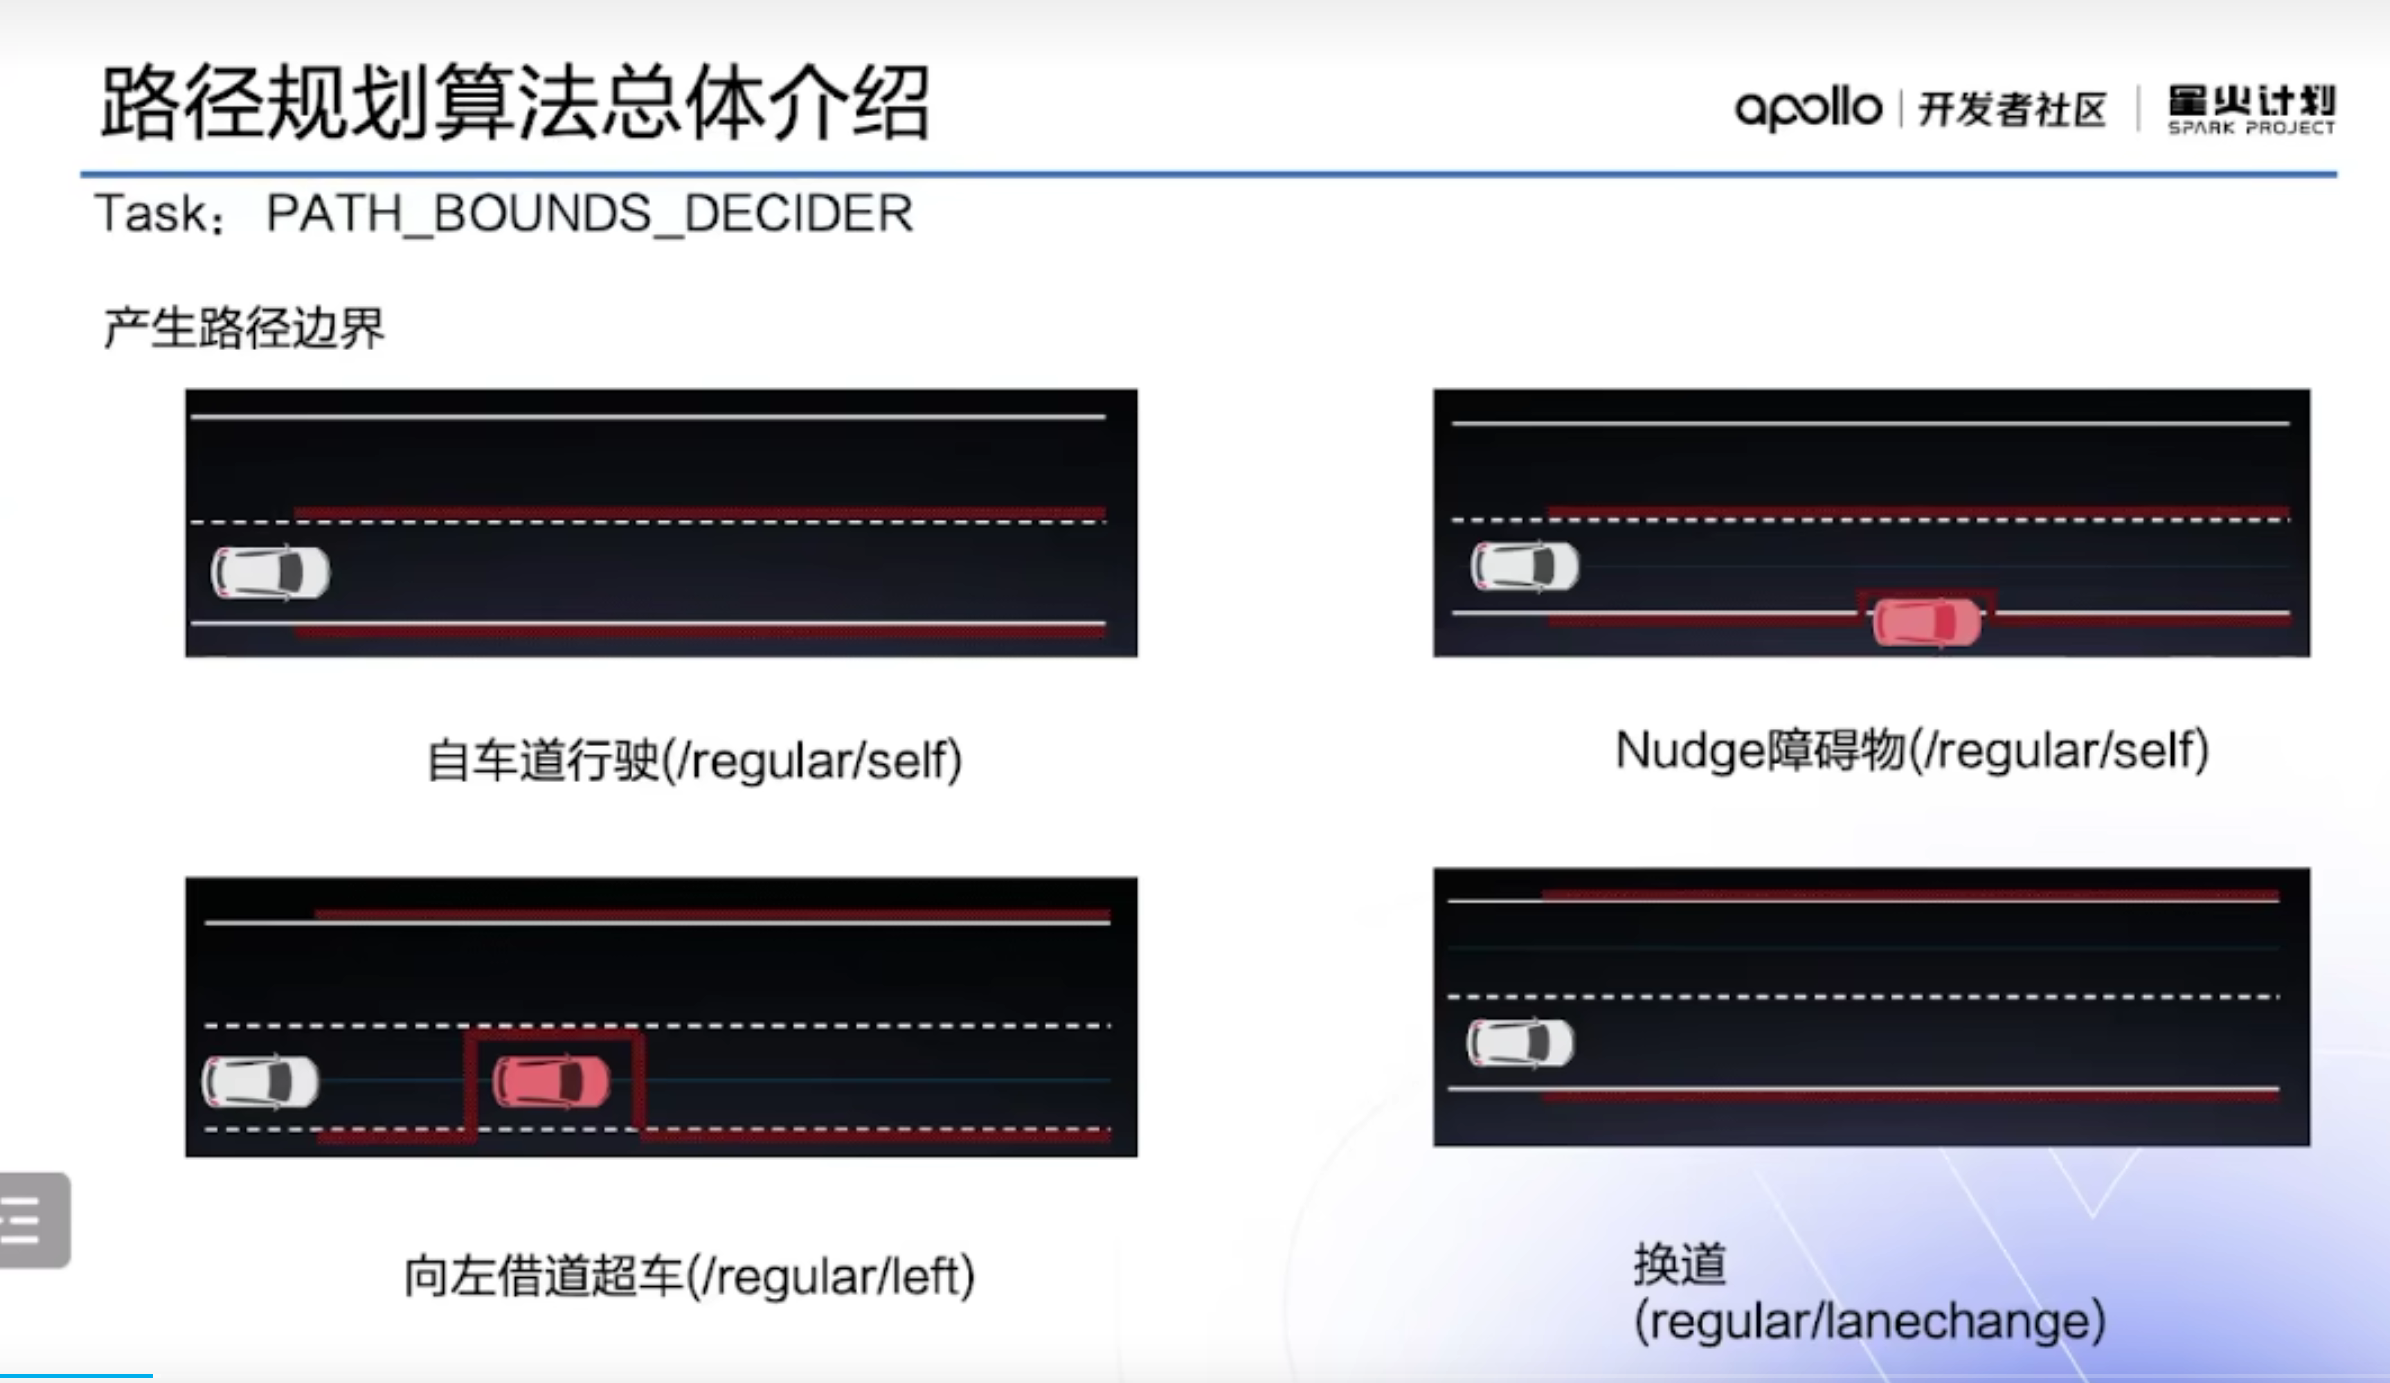 路径规划算法总体介绍
apollo | 开发者社区 | 星火计划
SPARK PROJECT
Task： PATH_BOUNDS_DECIDER
产生路径边界
自车道行驶(/regular/self)
Nudge障碍物(/regular/self)
向左借道超车(/regular/left)
换道
(regular/lanechange)